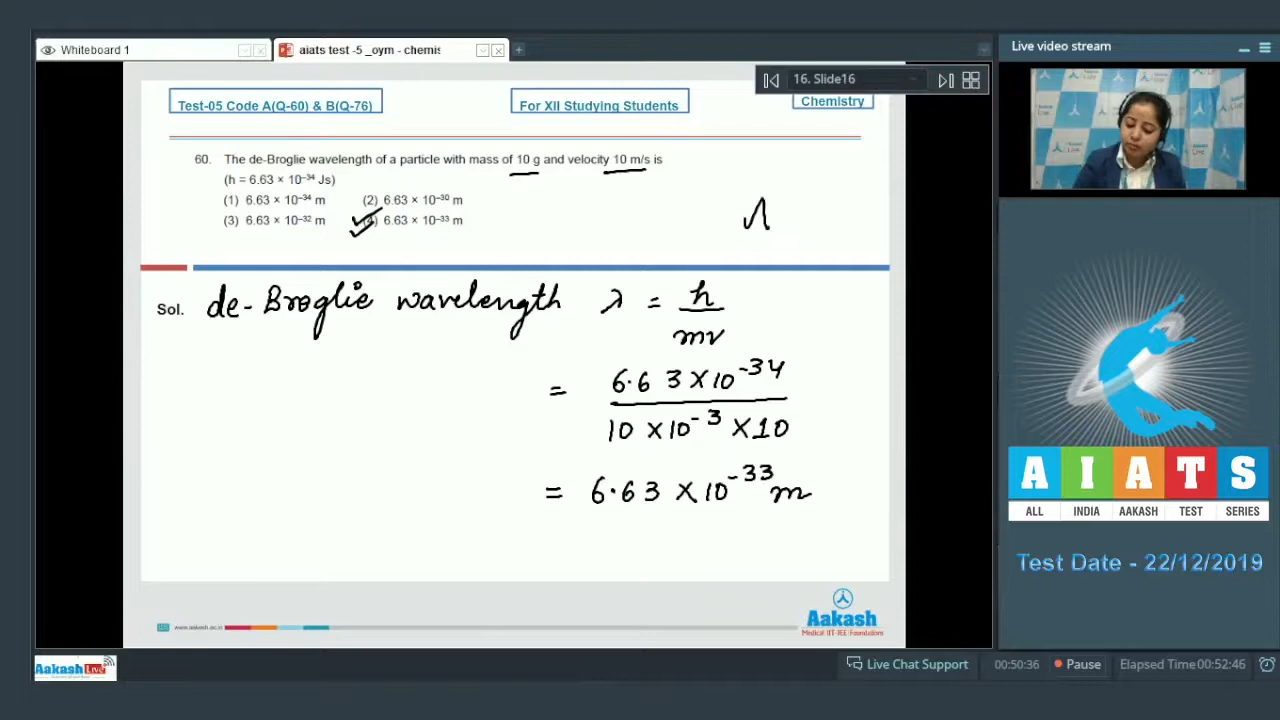 Whiteboard 1
aiats test -5 _oym - chemis
Live video stream
16. Slide16
Test-05 Code A(Q-60) & B(Q-76)
For XII Studying Students
Chemistry
60. The de-Broglie wavelength of a particle with mass of 10 g and velocity 10 m/s is
(h = 6.63 × 10⁻³⁴ Js)
(1) 6.63 × 10⁻³⁴ m (2) 6.63 × 10⁻³⁰ m
(3) 6.63 × 10⁻³² m (4) 6.63 × 10⁻³³ m
Sol. de-Broglie wavelength λ = h
mv
= 6.63 × 10⁻³⁴
10 × 10⁻³ × 10
= 6.63 × 10⁻³³ m
A I A T S
ALL INDIA AAKASH TEST SERIES
Test Date - 22/12/2019
www.aakash.ac.in
Aakash
Medical IIT-JEE Foundations
Aakash Live
Live Chat Support
00:50:36
Pause
Elapsed Time 00:52:46